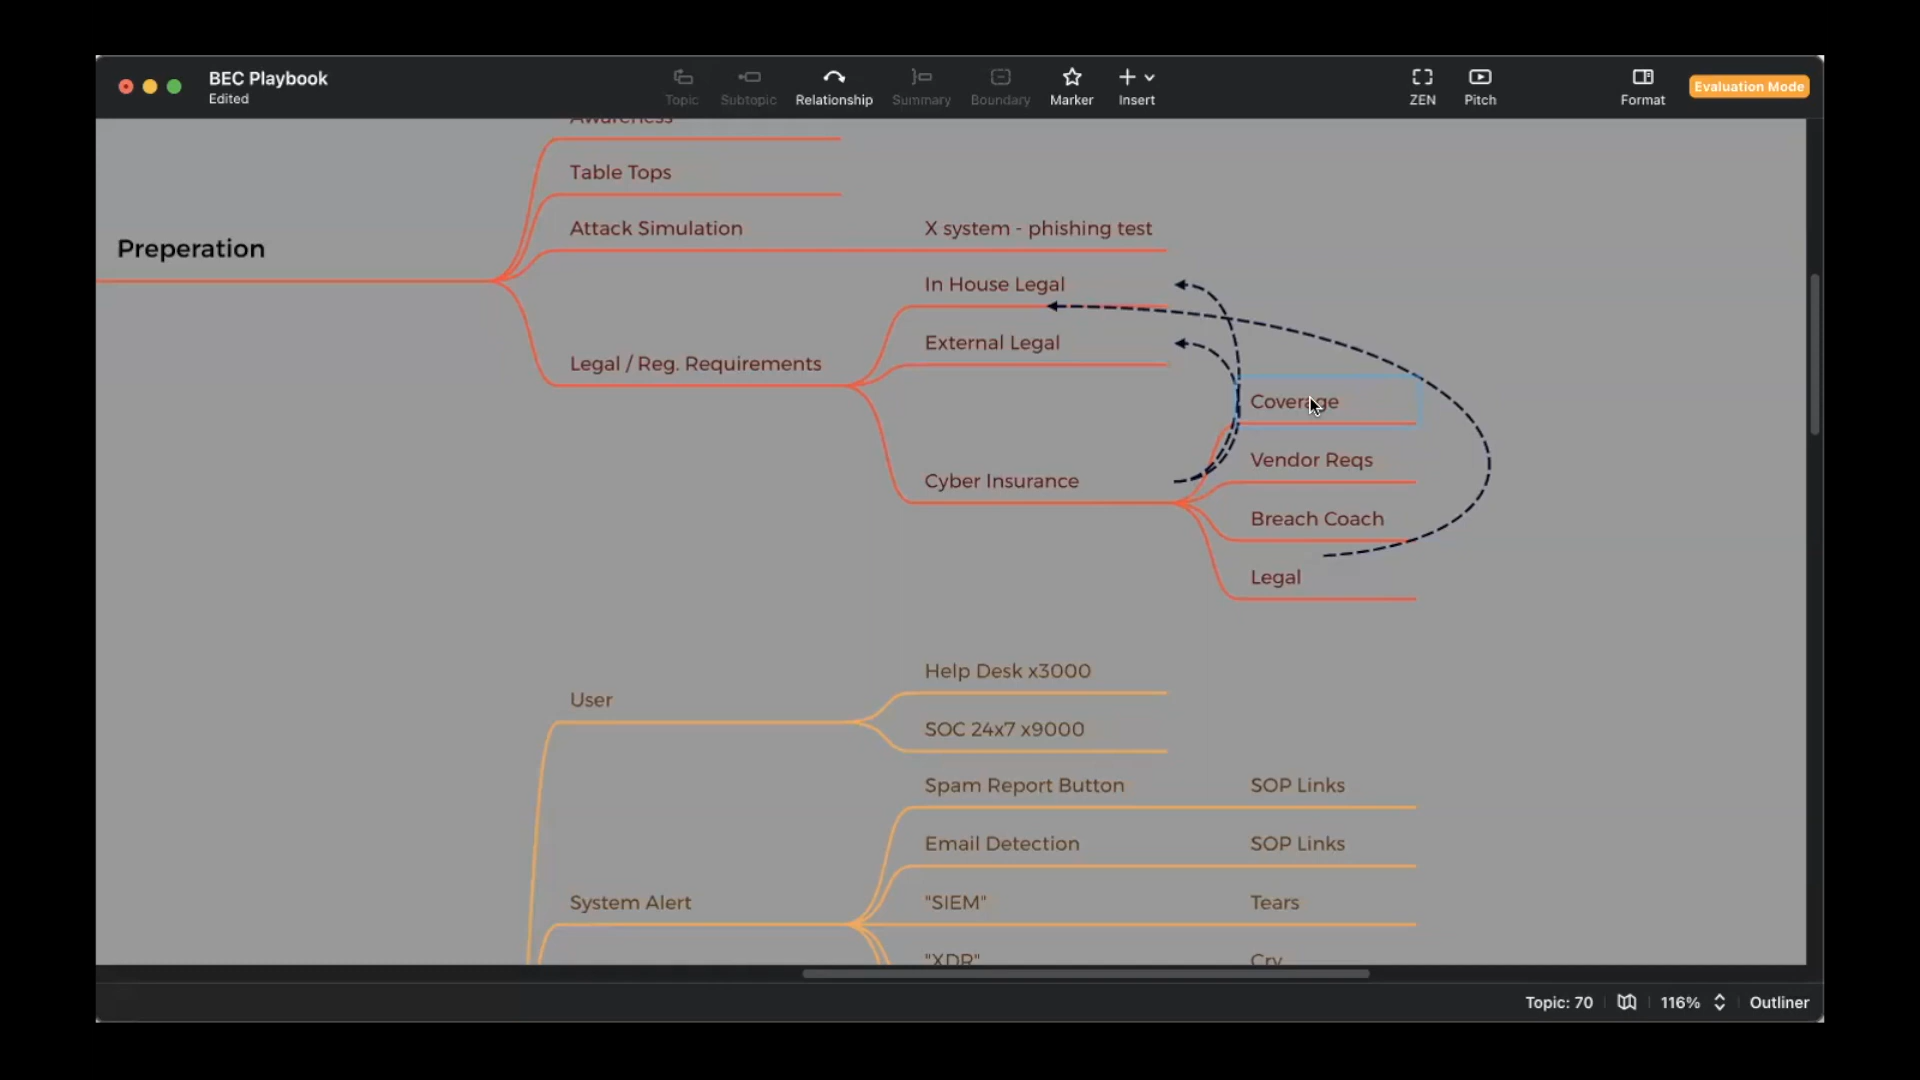 BEC Playbook
Edited
Topic
Subtopic
Relationship
Summary
Boundary
Marker
Insert
ZEN
Pitch
Format
Evaluation Mode
Awareness
Table Tops
Attack Simulation
X system - phishing test
Preperation
In House Legal
External Legal
Legal / Reg. Requirements
Coverage
Vendor Reqs
Cyber Insurance
Breach Coach
Legal
Help Desk x3000
User
SOC 24x7 x9000
Spam Report Button
SOP Links
Email Detection
SOP Links
System Alert
"SIEM"
Tears
"XDR"
Cry
Topic: 70
116%
Outliner